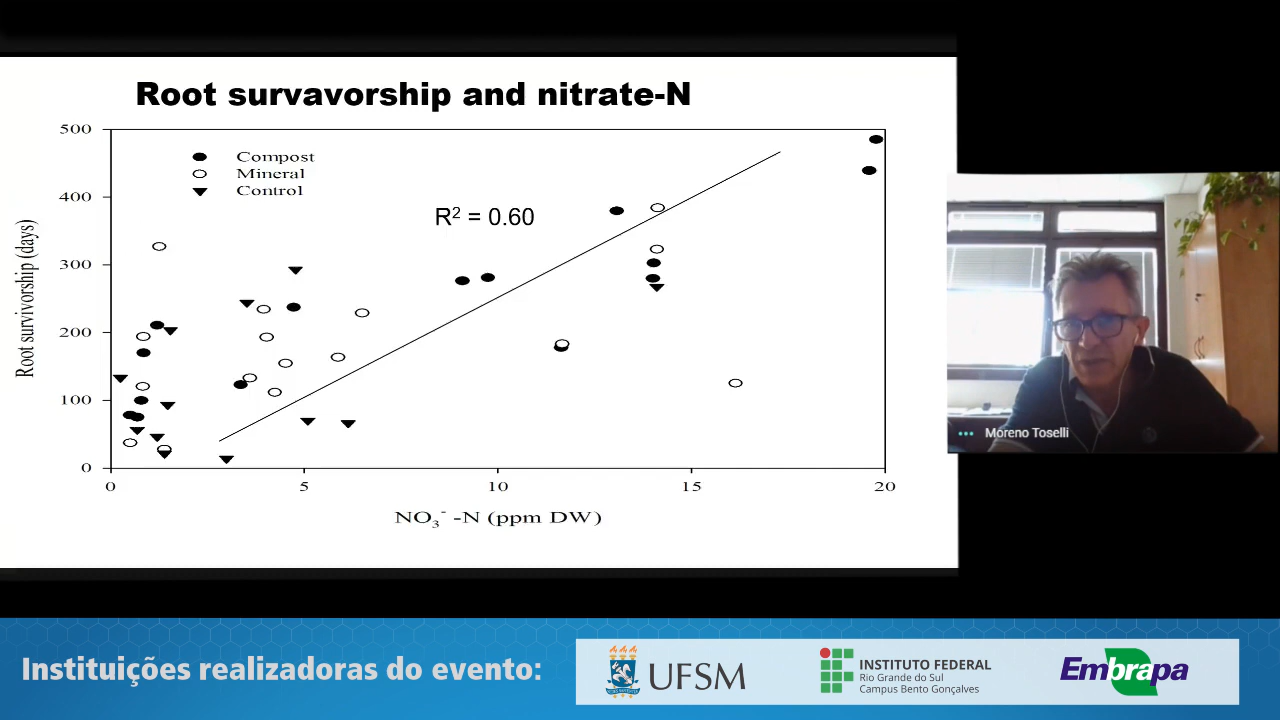 Root survavorship and nitrate-N
500
400
300
200
100
0
Root survivorship (days)
Compost
Mineral
Control
R² = 0.60
0 5 10 15 20
NO₃⁻ -N (ppm DW)
Moreno Toselli
Instituições realizadoras do evento:
UFSM
INSTITUTO FEDERAL
Rio Grande do Sul
Campus Bento Gonçalves
Embrapa